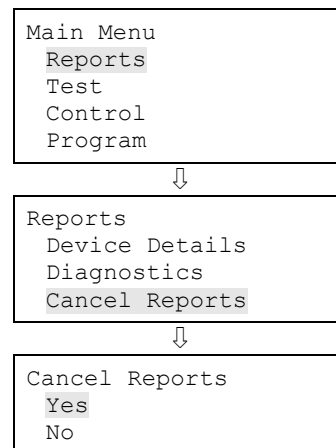 Main Menu
Reports
Test
Control
Program
⇩
Reports
Device Details
Diagnostics
Cancel Reports
⇩
Cancel Reports
Yes
No